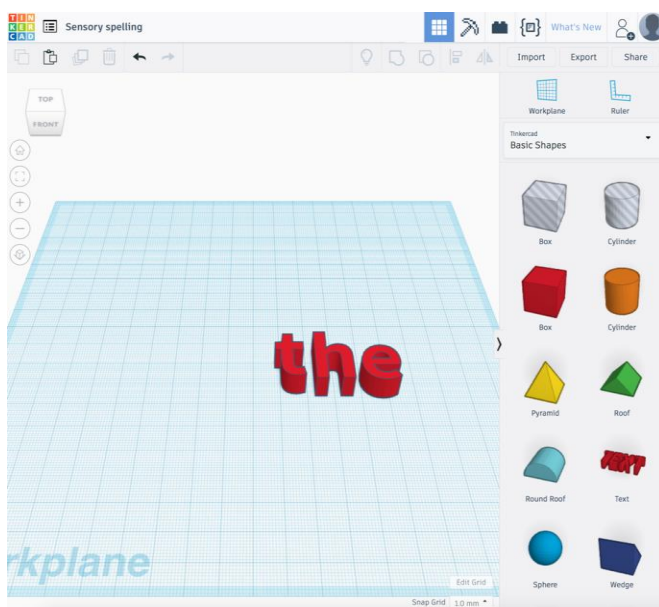 TIN
KER
CAD
Sensory spelling
What's New
Import Export Share
TOP
FRONT
Workplane Ruler
Tinkercad
Basic Shapes
Box Cylinder
Box Cylinder
the
Pyramid Roof
TEXT
Round Roof Text
rkplane
Edit Grid
Sphere Wedge
Snap Grid 1.0 mm